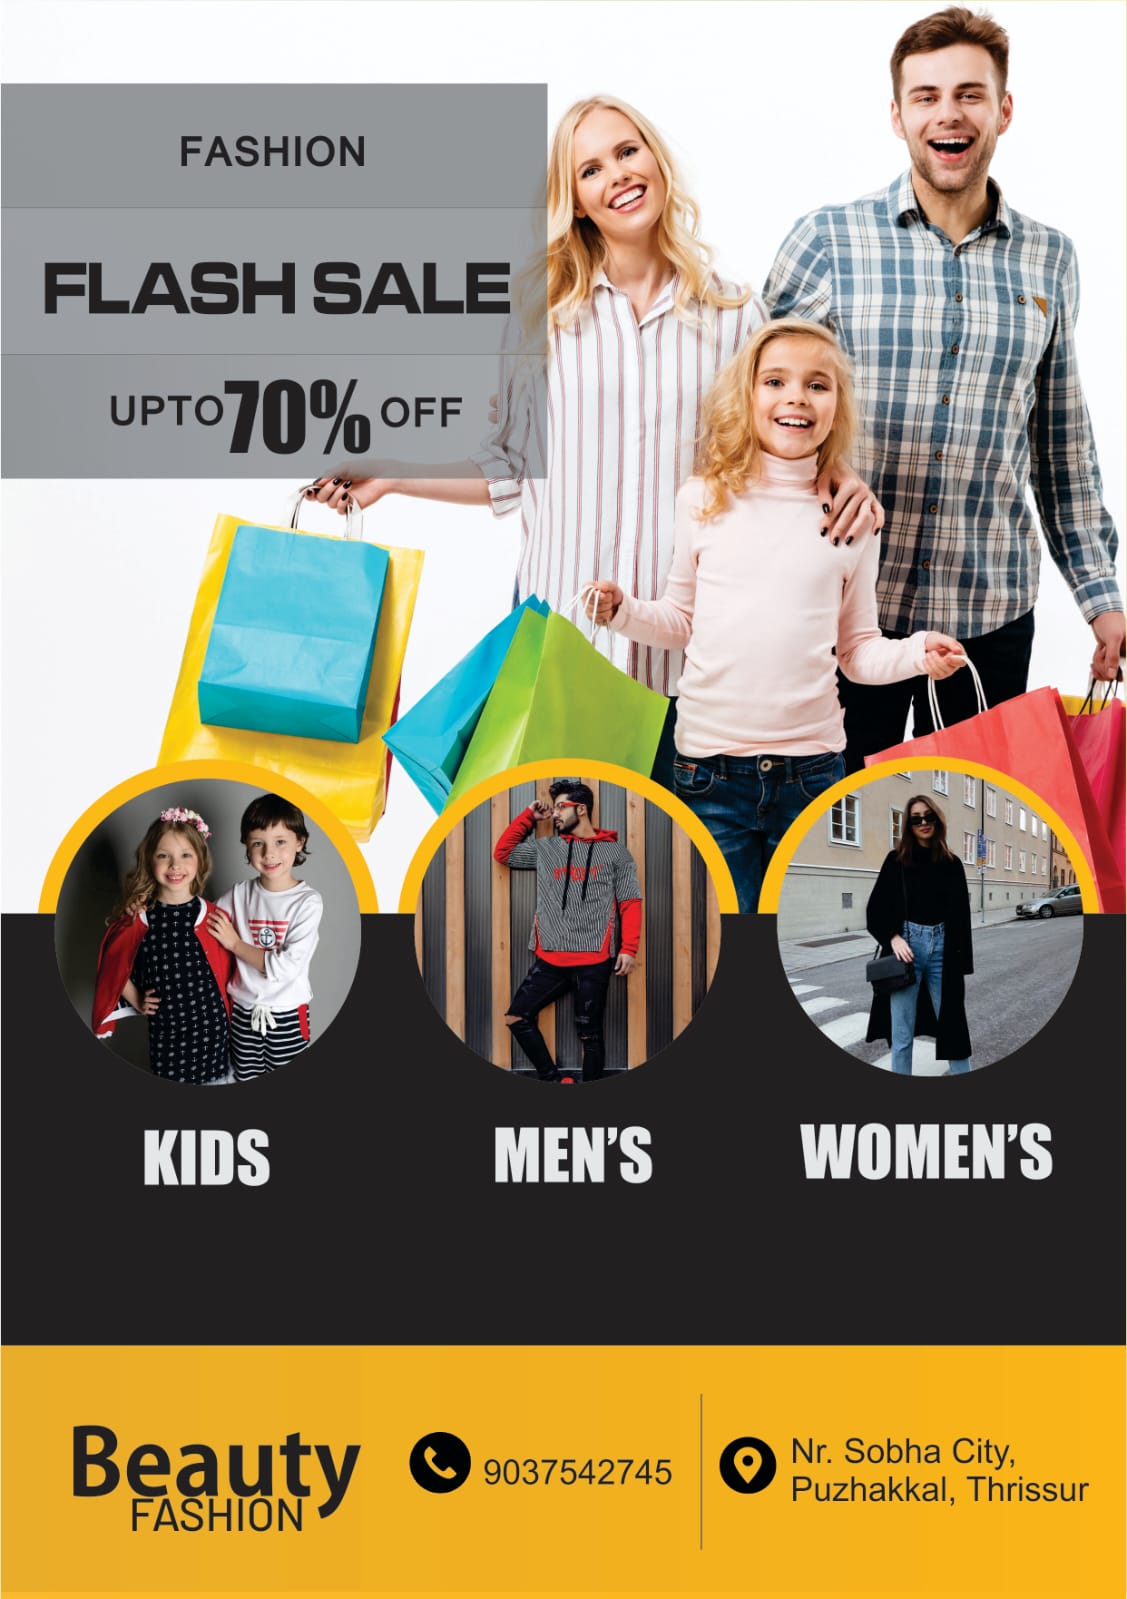 FASHION
FLASH SALE
UPTO 70% OFF
KIDS
MEN'S
WOMEN'S
Beauty
FASHION
9037542745
Nr. Sobha City,
Puzhakkal, Thrissur